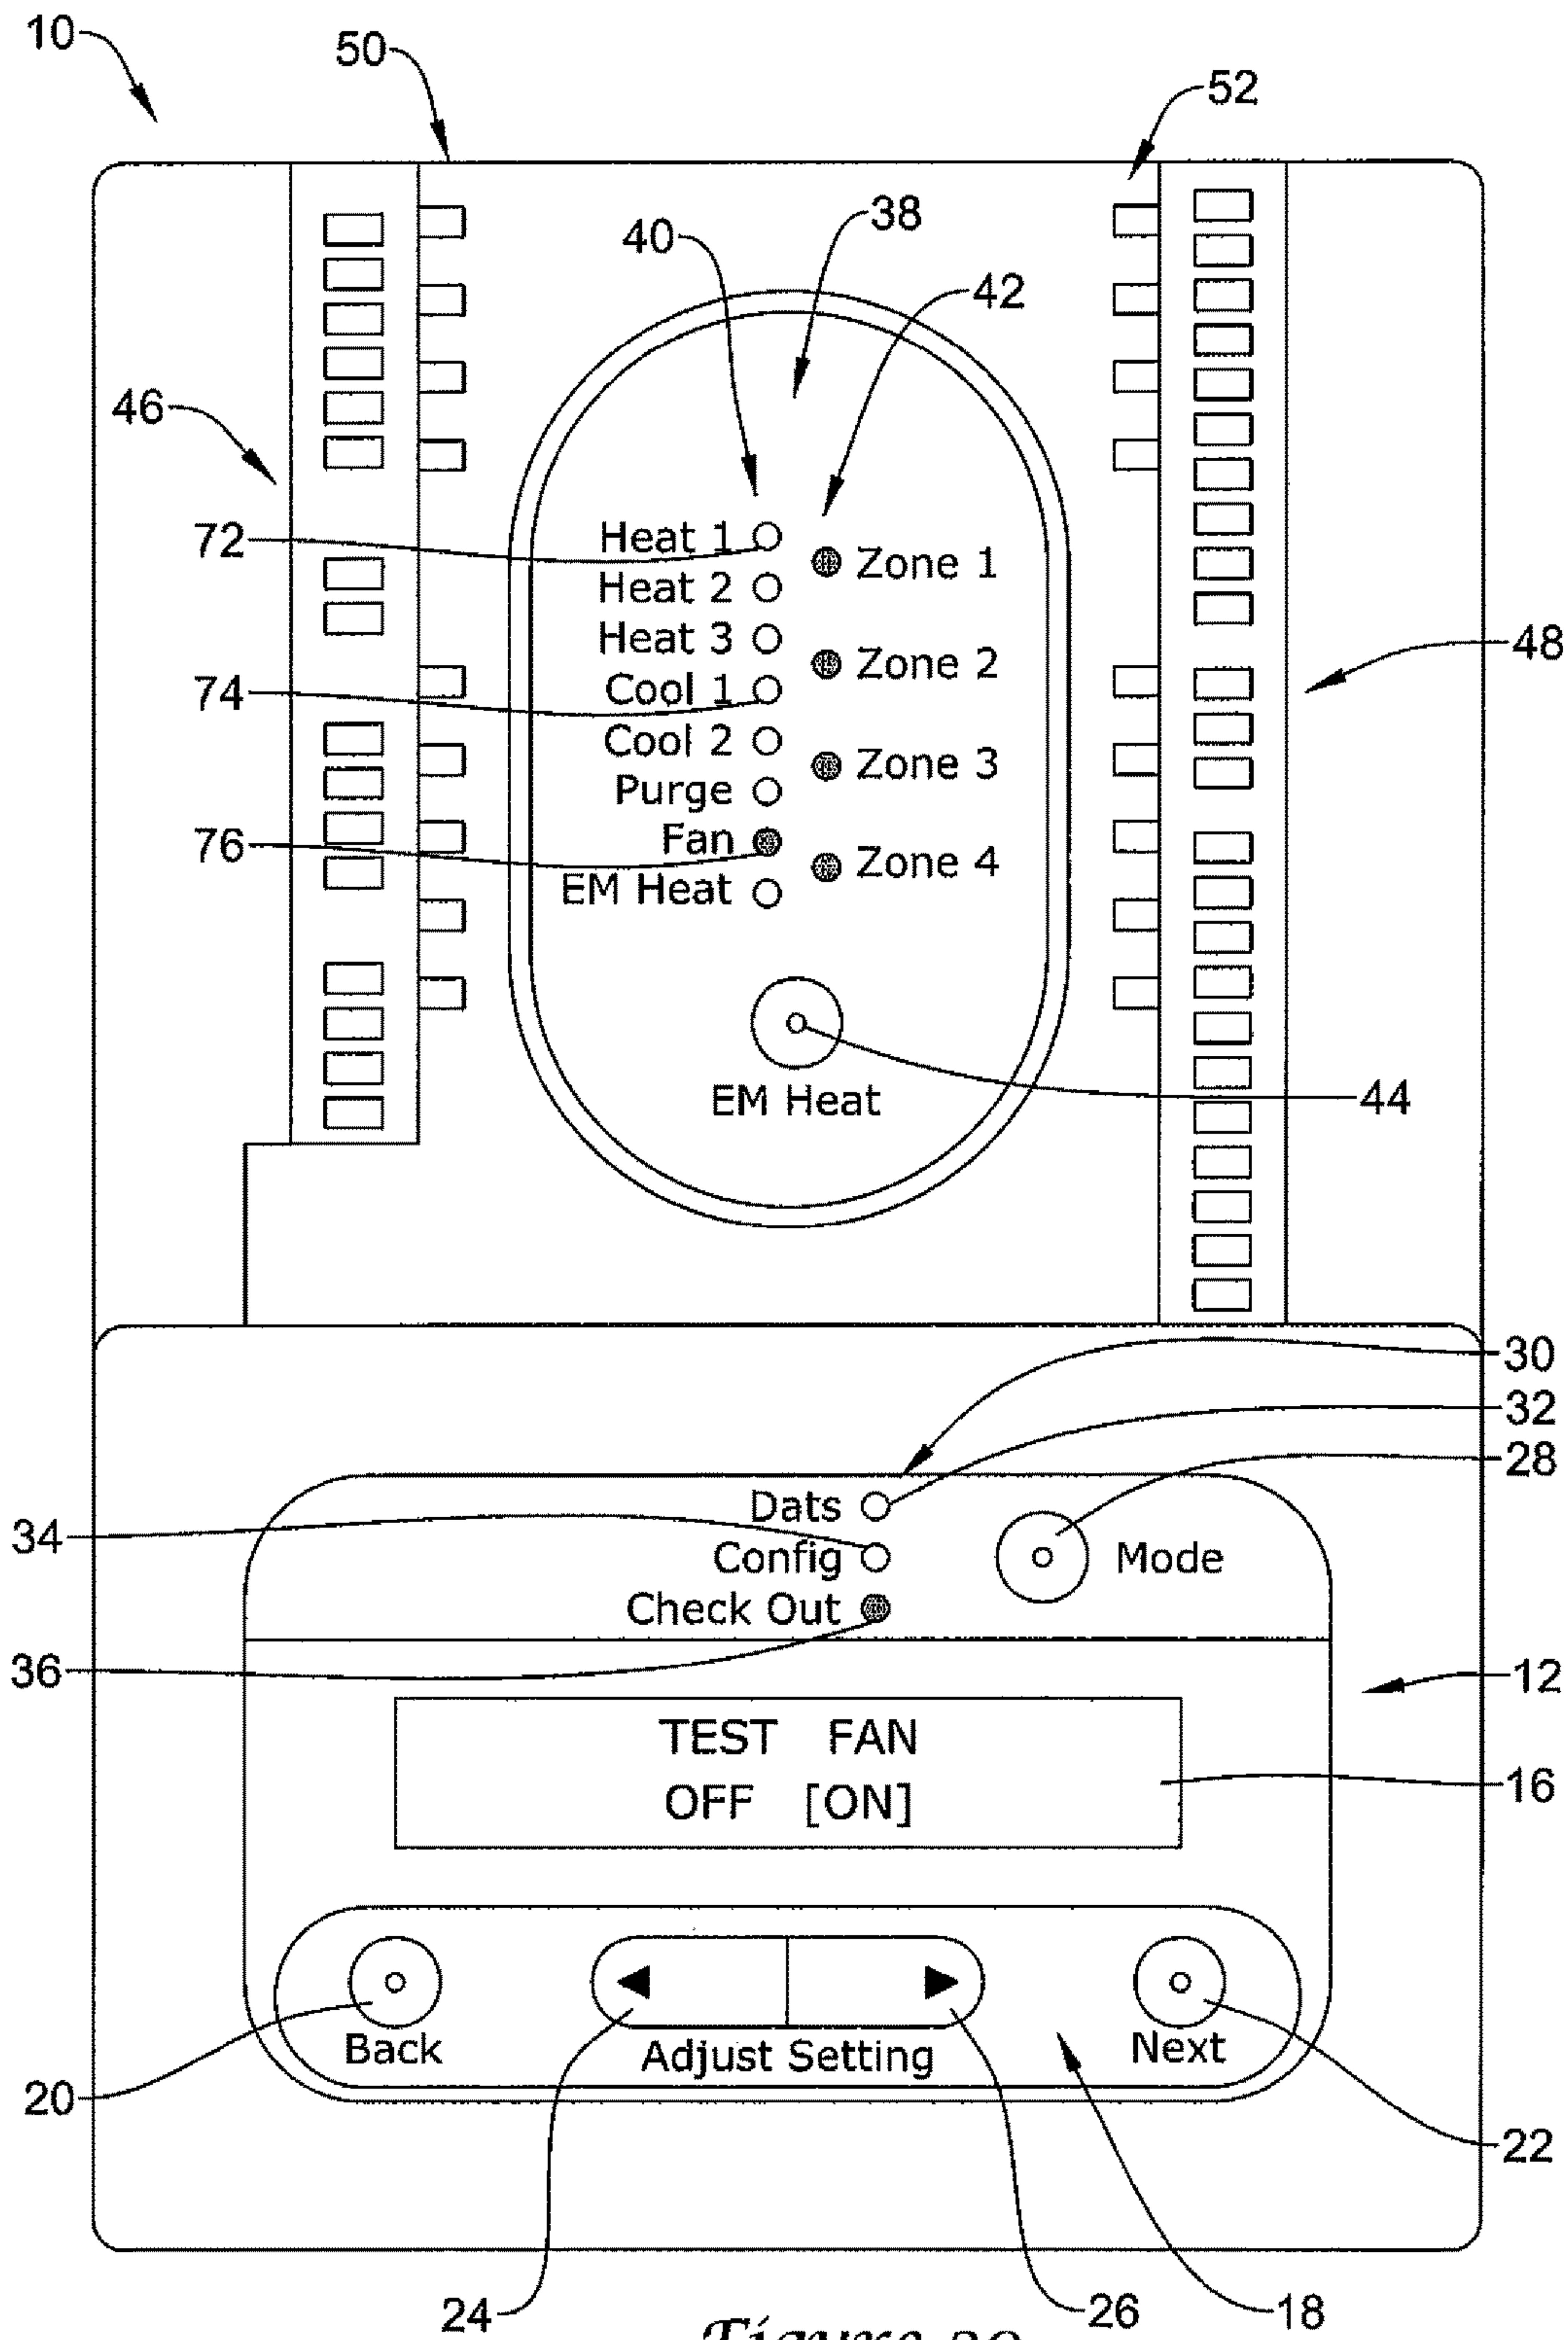 10
50
52
38
40
42
46
72
Heat 1
Zone 1
Heat 2
Heat 3
48
Zone 2
74
Cool 1
Cool 2
Zone 3
Purge
76
Fan
Zone 4
EM Heat
EM Heat
44
30
32
28
Dats
34
Config
Mode
Check Out
36
12
TEST FAN
OFF [ON]
16
Back
Adjust Setting
Next
20
22
24
26
18
Figure